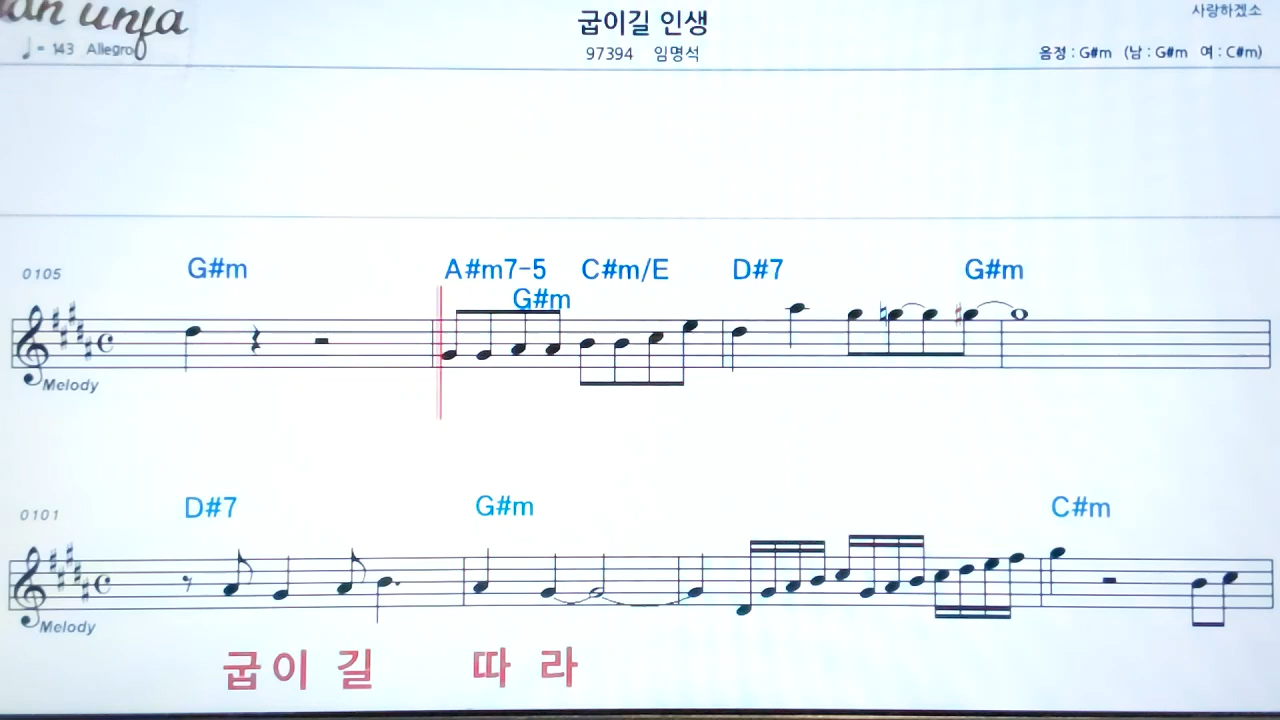 굽이길 인생
사랑하겠소
♩= 143 Allegro
97394 임명석
음정 : G#m (남 : G#m 여 : C#m)
0105
G#m A#m7-5 C#m/E D#7 G#m
G#m
Melody
0101
D#7 G#m C#m
Melody
굽이 길 따 라